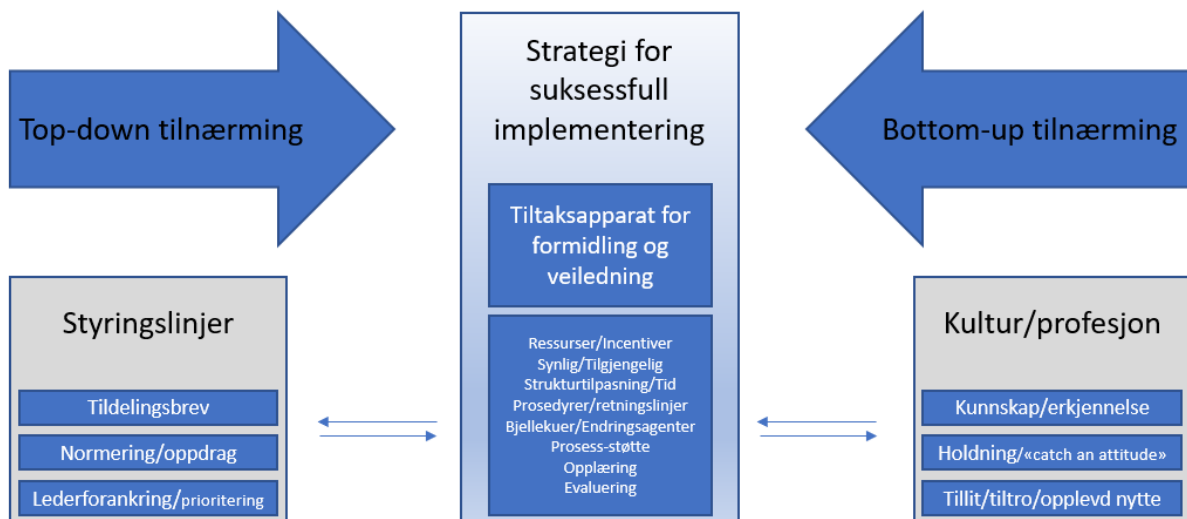 Top-down tilnærming
Strategi for
suksessfull
implementering
Bottom-up tilnærming
Tiltaksapparat for
formidling og
veiledning
Styringslinjer
Tildelingsbrev
Normering/oppdrag
Lederforankring/prioritering
Ressurser/Incentiver
Synlig/Tilgjengelig
Strukturtilpasning/Tid
Prosedyrer/retningslinjer
Bjellekuer/Endringsagenter
Prosess-støtte
Opplæring
Evaluering
Kultur/profesjon
Kunnskap/erkjennelse
Holdning/«catch an attitude»
Tillit/tiltro/opplevd nytte